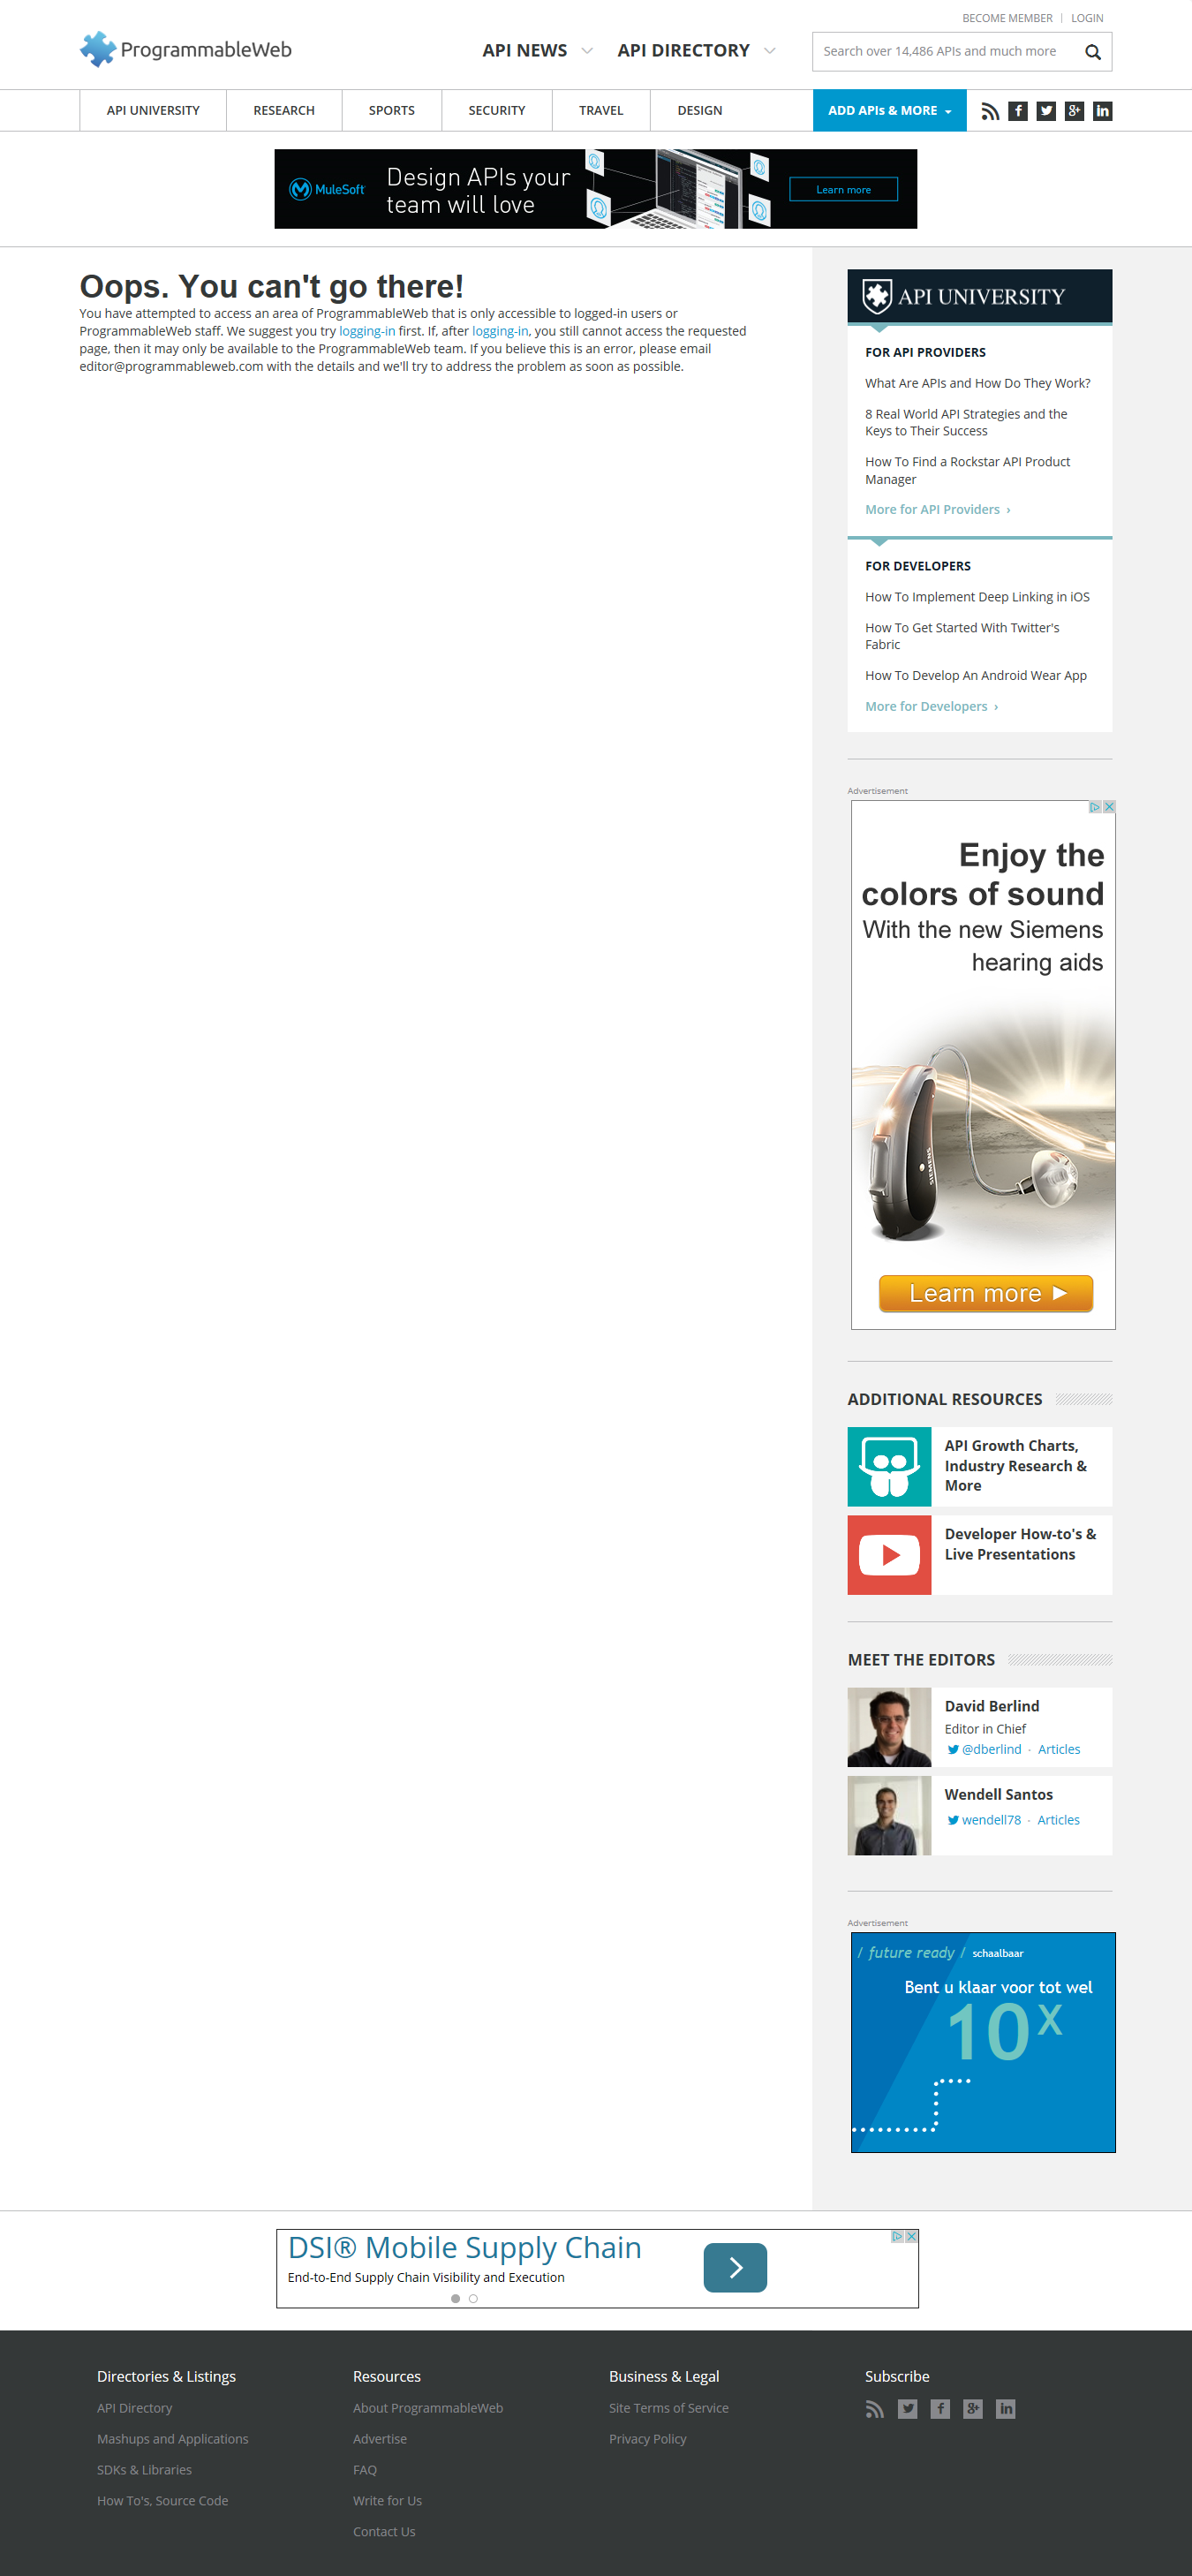 BECOME MEMBER | LOGIN
ProgrammableWeb
API NEWS
API DIRECTORY
Search over 14,486 APIs and much more
API UNIVERSITY
RESEARCH
SPORTS
SECURITY
TRAVEL
DESIGN
ADD APIs & MORE
MuleSoft
Design APIs your
team will love
Learn more
Oops. You can't go there!
You have attempted to access an area of ProgrammableWeb that is only accessible to logged-in users or
ProgrammableWeb staff. We suggest you try logging-in first. If, after logging-in, you still cannot access the requested
page, then it may only be available to the ProgrammableWeb team. If you believe this is an error, please email
editor@programmableweb.com with the details and we'll try to address the problem as soon as possible.
API UNIVERSITY
FOR API PROVIDERS
What Are APIs and How Do They Work?
8 Real World API Strategies and the
Keys to Their Success
How To Find a Rockstar API Product
Manager
More for API Providers ›
FOR DEVELOPERS
How To Implement Deep Linking in iOS
How To Get Started With Twitter's
Fabric
How To Develop An Android Wear App
More for Developers ›
Advertisement
Enjoy the
colors of sound
With the new Siemens
hearing aids
SIEMENS
Learn more
ADDITIONAL RESOURCES
API Growth Charts,
Industry Research &
More
Developer How-to's &
Live Presentations
MEET THE EDITORS
David Berlind
Editor in Chief
@dberlind · Articles
Wendell Santos
wendell78 · Articles
Advertisement
/ future ready / schaalbaar
Bent u klaar voor tot wel
10x
DSI® Mobile Supply Chain
End-to-End Supply Chain Visibility and Execution
Directories & Listings
API Directory
Mashups and Applications
SDKs & Libraries
How To's, Source Code
Resources
About ProgrammableWeb
Advertise
FAQ
Write for Us
Contact Us
Business & Legal
Site Terms of Service
Privacy Policy
Subscribe